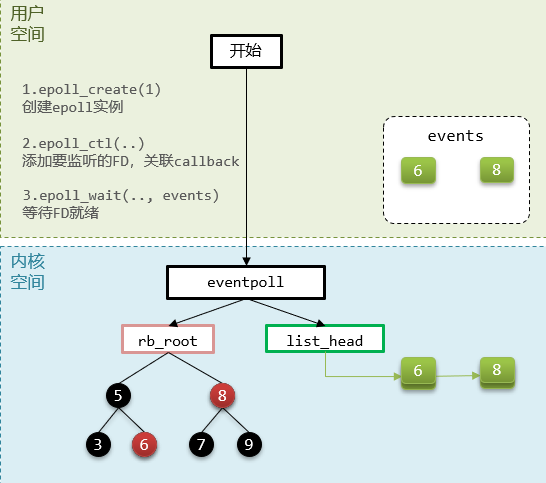 用户
空间
开始
1.epoll_create(1)
创建epoll实例
2.epoll_ctl(..)
添加要监听的FD，关联callback
3.epoll_wait(.., events)
等待FD就绪
events
6
8
内核
空间
eventpoll
rb_root
list_head
6
8
5
8
3
6
7
9